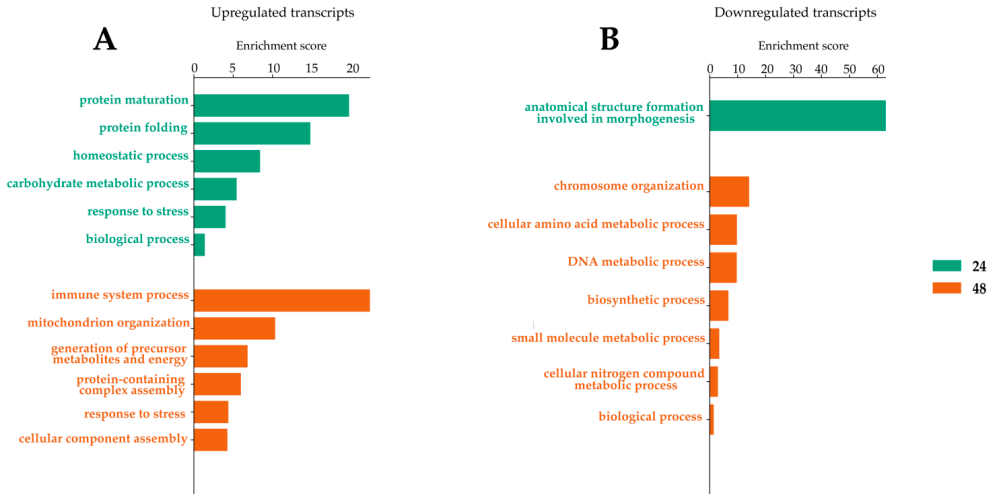 Upregulated transcripts
A
Enrichment score
0 5 10 15 20
protein maturation
protein folding
homeostatic process
carbohydrate metabolic process
response to stress
biological process
immune system process
mitochondrion organization
generation of precursor
metabolites and energy
protein-containing
complex assembly
response to stress
cellular component assembly
Downregulated transcripts
B
Enrichment score
0 10 20 30 40 50 60
anatomical structure formation
involved in morphogenesis
chromosome organization
cellular amino acid metabolic process
DNA metabolic process
biosynthetic process
small molecule metabolic process
cellular nitrogen compound
metabolic process
biological process
24
48